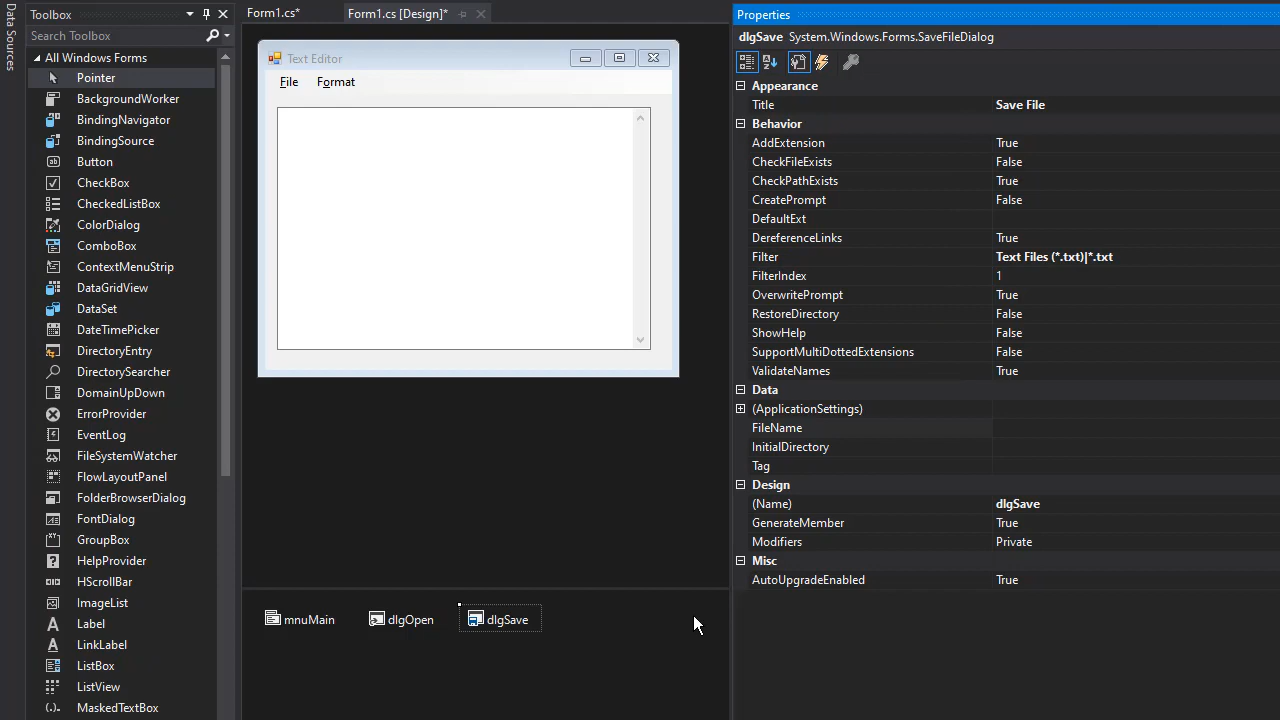 Data Sources
Toolbox
Search Toolbox
All Windows Forms
Pointer
BackgroundWorker
BindingNavigator
BindingSource
Button
CheckBox
CheckedListBox
ColorDialog
ComboBox
ContextMenuStrip
DataGridView
DataSet
DateTimePicker
DirectoryEntry
DirectorySearcher
DomainUpDown
ErrorProvider
EventLog
FileSystemWatcher
FlowLayoutPanel
FolderBrowserDialog
FontDialog
GroupBox
HelpProvider
HScrollBar
ImageList
Label
LinkLabel
ListBox
ListView
MaskedTextBox
Form1.cs*
Form1.cs [Design]*
Text Editor
File Format
mnuMain dlgOpen dlgSave
Properties
dlgSave System.Windows.Forms.SaveFileDialog
Appearance
Title Save File
Behavior
AddExtension True
CheckFileExists False
CheckPathExists True
CreatePrompt False
DefaultExt
DereferenceLinks True
Filter Text Files (*.txt)|*.txt
FilterIndex 1
OverwritePrompt True
RestoreDirectory False
ShowHelp False
SupportMultiDottedExtensions False
ValidateNames True
Data
(ApplicationSettings)
FileName
InitialDirectory
Tag
Design
(Name) dlgSave
GenerateMember True
Modifiers Private
Misc
AutoUpgradeEnabled True